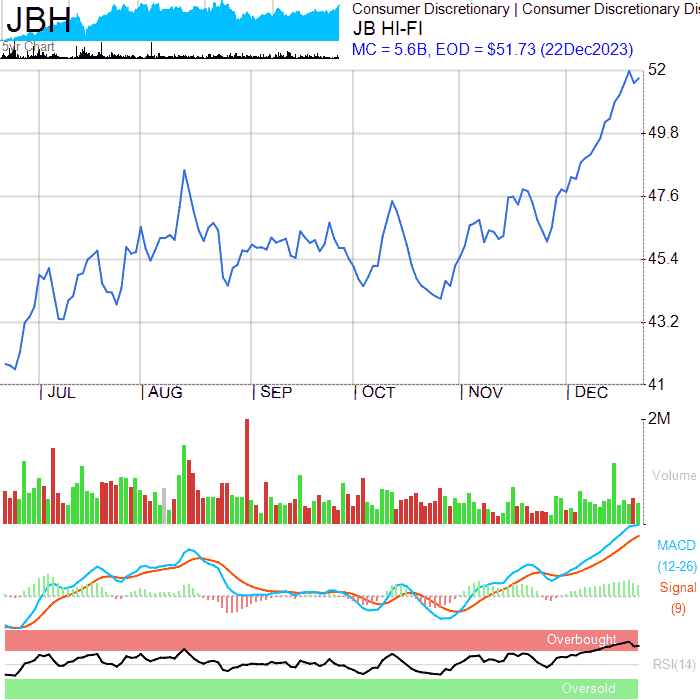 JBH
5yr Chart
Consumer Discretionary | Consumer Discretionary Dis
JB HI-FI
MC = 5.6B, EOD = $51.73 (22Dec2023)
52
49.8
47.6
45.4
43.2
41
JUL AUG SEP OCT NOV DEC
2M
Volume
MACD
(12-26)
Signal
(9)
Overbought
RSI(14)
Oversold